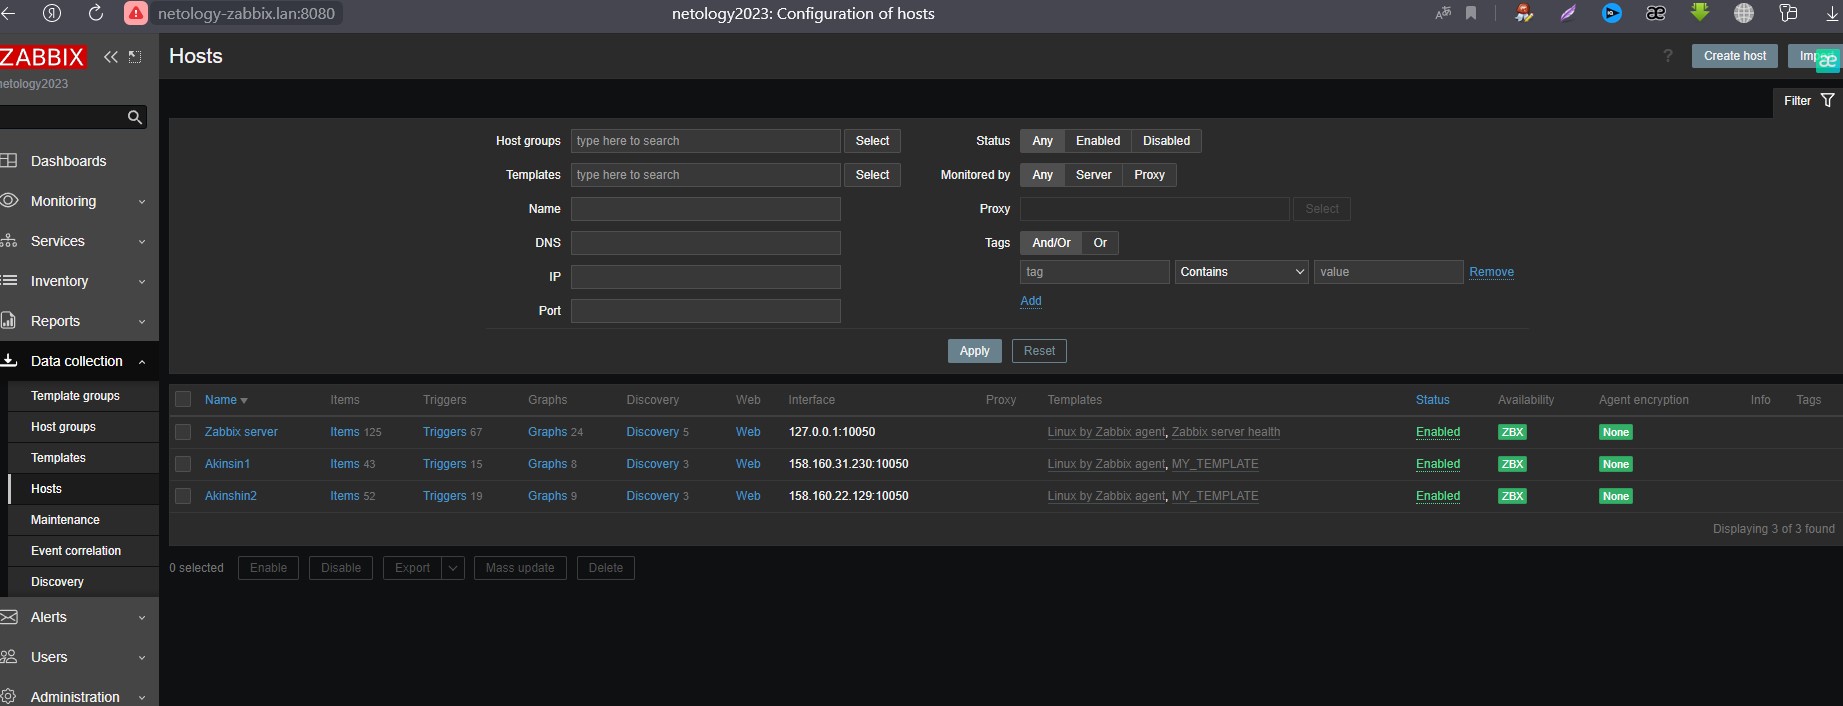 netology-zabbix.lan:8080 netology2023: Configuration of hosts
ZABBIX
netology2023
Hosts
? Create host
Filter
Dashboards
Monitoring
Services
Inventory
Reports
Data collection
Template groups
Host groups
Templates
Hosts
Maintenance
Event correlation
Discovery
Alerts
Users
Administration
Host groups type here to search Select
Templates type here to search Select
Name
DNS
IP
Port
Status Any Enabled Disabled
Monitored by Any Server Proxy
Proxy Select
Tags And/Or Or
tag Contains value Remove
Add
Apply Reset
Name Items Triggers Graphs Discovery Web Interface Proxy Templates Status Availability Agent encryption Info Tags
Zabbix server Items 125 Triggers 67 Graphs 24 Discovery 5 Web 127.0.0.1:10050 Linux by Zabbix agent, Zabbix server health Enabled ZBX None
Akinsin1 Items 43 Triggers 15 Graphs 8 Discovery 3 Web 158.160.31.230:10050 Linux by Zabbix agent, MY_TEMPLATE Enabled ZBX None
Akinshin2 Items 52 Triggers 19 Graphs 9 Discovery 3 Web 158.160.22.129:10050 Linux by Zabbix agent, MY_TEMPLATE Enabled ZBX None
Displaying 3 of 3 found
0 selected Enable Disable Export Mass update Delete